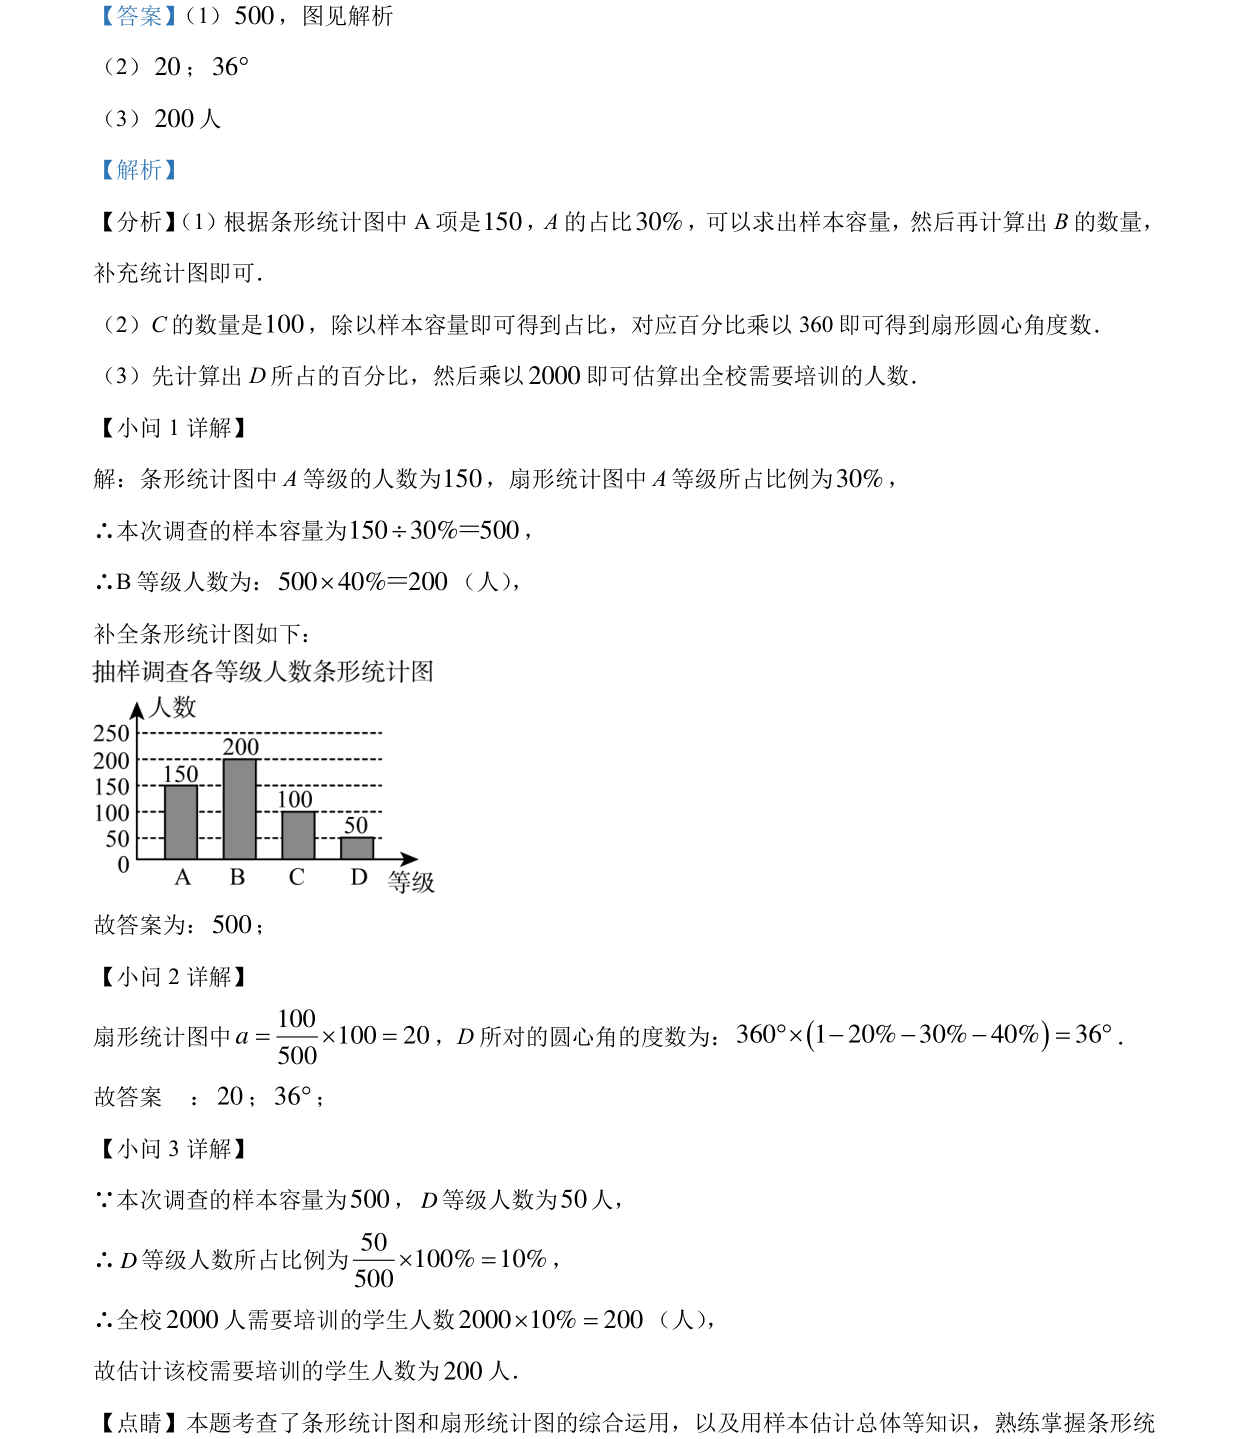 【答案】（1）500，图见解析
（2）20；36°
（3）200人
【解析】
【分析】（1）根据条形统计图中 A 项是150，A 的占比30%，可以求出样本容量，然后再计算出 B 的数量，
补充统计图即可．
（2）C的数量是100，除以样本容量即可得到占比，对应百分比乘以 360 即可得到扇形圆心角度数．
（3）先计算出 D 所占的百分比，然后乘以2000即可估算出全校需要培训的人数．
【小问 1 详解】
解：条形统计图中 A 等级的人数为150，扇形统计图中 A 等级所占比例为30%，
∴本次调查的样本容量为150÷30%=500，
∴B 等级人数为：500×40%=200（人），
补全条形统计图如下：
抽样调查各等级人数条形统计图
人数
250
200
200
150
150
100
100
50
50
0
A B C D 等级
故答案为：500；
【小问 2 详解】
扇形统计图中 a = 100/500 ×100 = 20，D 所对的圆心角的度数为：360°×(1−20%−30%−40%) = 36°．
故答案 ：20；36°；
【小问 3 详解】
∵本次调查的样本容量为500，D 等级人数为50人，
∴D 等级人数所占比例为 50/500 ×100% = 10%，
∴全校2000人需要培训的学生人数2000×10% = 200（人），
故估计该校需要培训的学生人数为200人．
【点睛】本题考查了条形统计图和扇形统计图的综合运用，以及用样本估计总体等知识，熟练掌握条形统